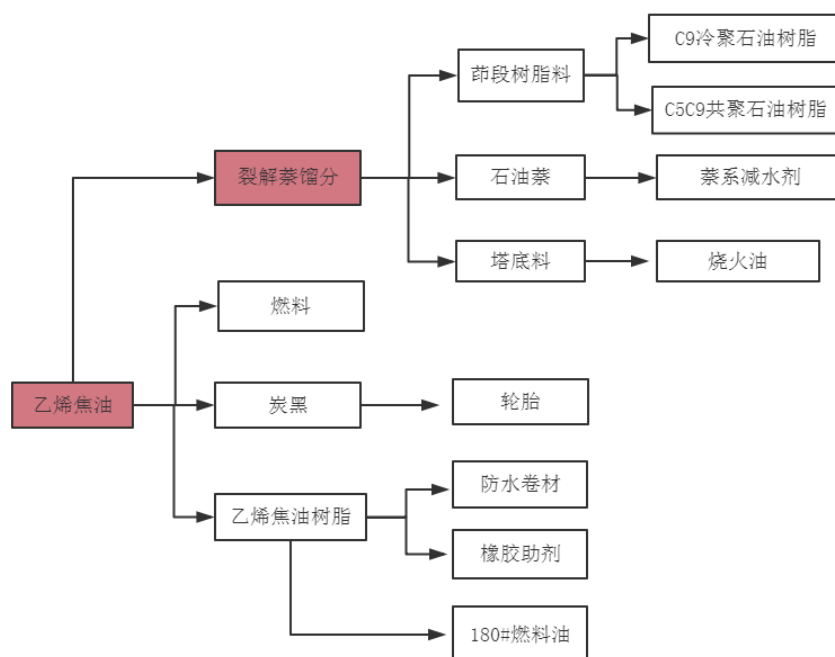 C9冷聚石油树脂
茚段树脂料
C5C9共聚石油树脂
裂解萘馏分
石油萘
萘系减水剂
塔底料
烧火油
燃料
乙烯焦油
炭黑
轮胎
防水卷材
乙烯焦油树脂
橡胶助剂
180#燃料油